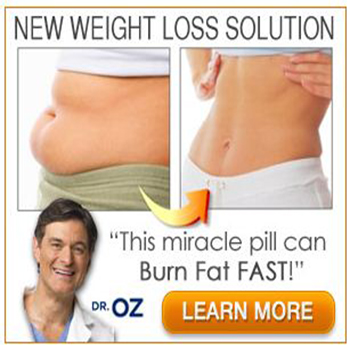 NEW WEIGHT LOSS SOLUTION
“This miracle pill can
Burn Fat FAST!”
DR. OZ
LEARN MORE